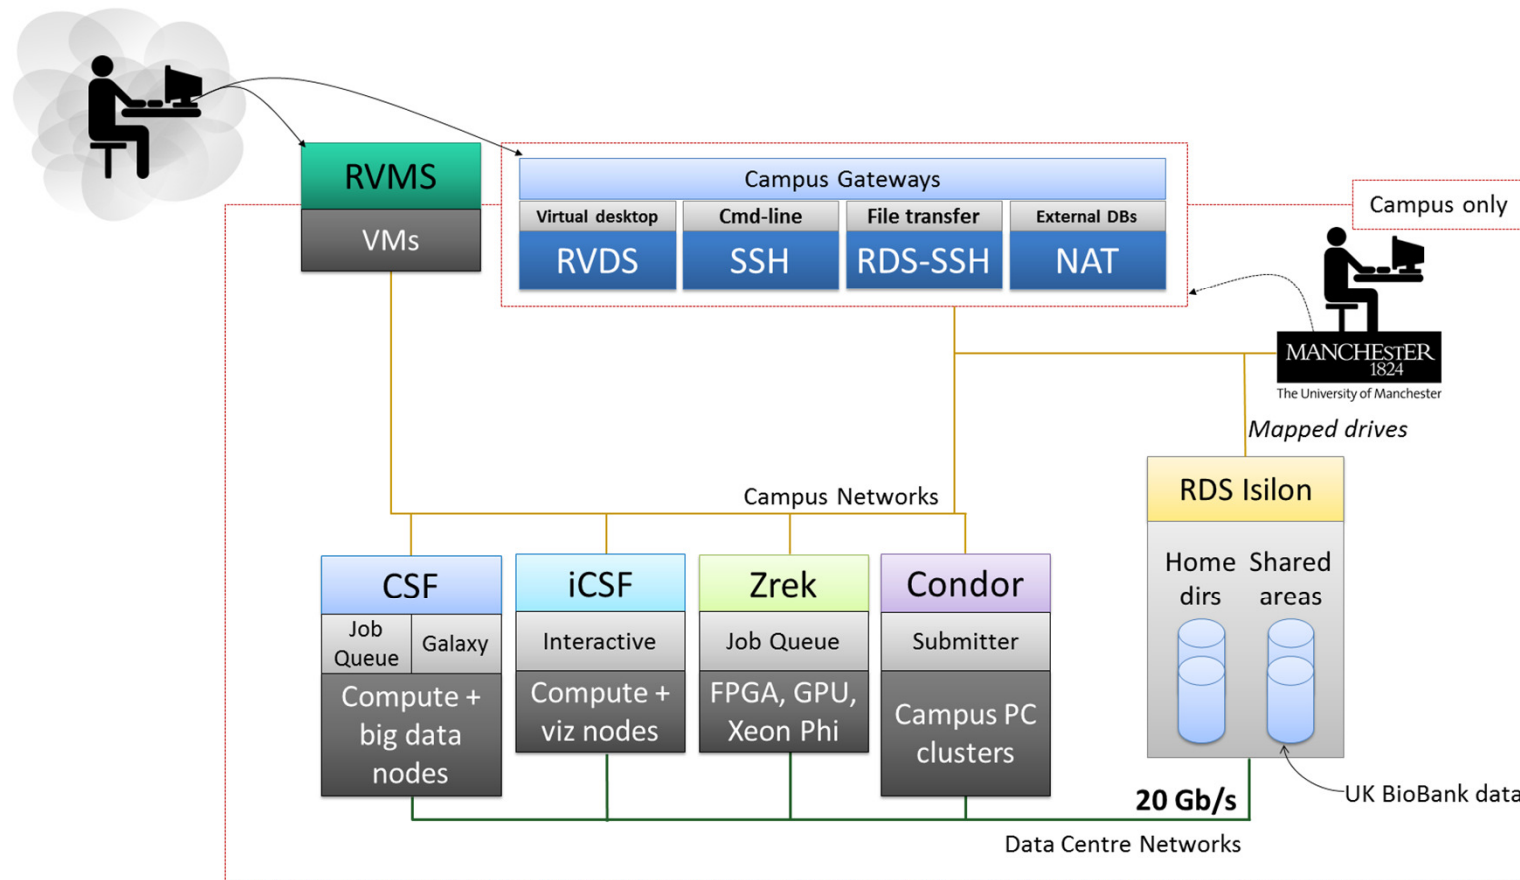 RVMS
VMs
Campus Gateways
Virtual desktop
Cmd-line
File transfer
External DBs
RVDS
SSH
RDS-SSH
NAT
Campus only
MANCHESTER
1824
The University of Manchester
Mapped drives
RDS Isilon
Home
dirs
Shared
areas
Campus Networks
CSF
Job
Queue
Galaxy
Compute +
big data
nodes
iCSF
Interactive
Compute +
viz nodes
Zrek
Job Queue
FPGA, GPU,
Xeon Phi
Condor
Submitter
Campus PC
clusters
20 Gb/s
UK BioBank data
Data Centre Networks